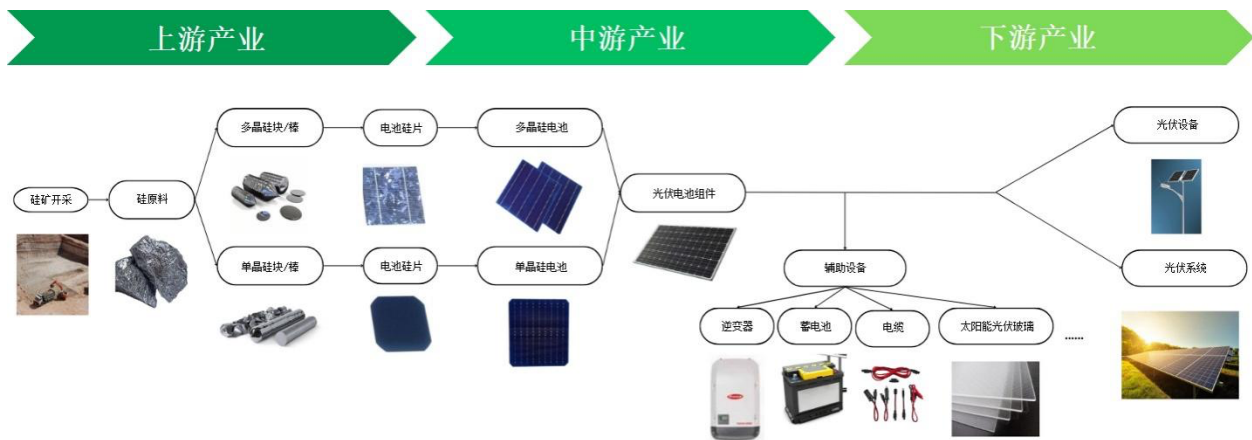 上游产业
中游产业
下游产业
多晶硅块/棒
电池硅片
多晶硅电池
光伏设备
硅矿开采
硅原料
光伏电池组件
单晶硅块/棒
电池硅片
单晶硅电池
辅助设备
光伏系统
逆变器
蓄电池
电缆
太阳能光伏玻璃
......